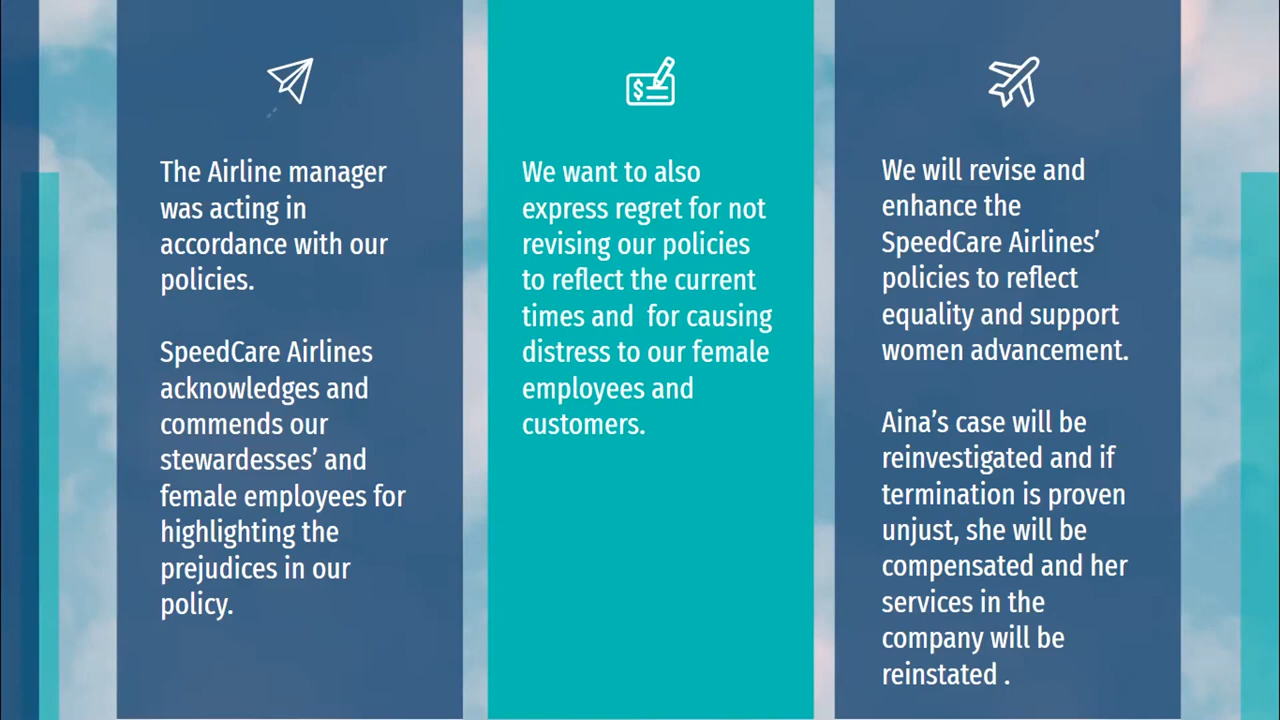 The Airline manager
was acting in
accordance with our
policies.
SpeedCare Airlines
acknowledges and
commends our
stewardesses’ and
female employees for
highlighting the
prejudices in our
policy.
$
We want to also
express regret for not
revising our policies
to reflect the current
times and  for causing
distress to our female
employees and
customers.
We will revise and
enhance the
SpeedCare Airlines’
policies to reflect
equality and support
women advancement.
Aina’s case will be
reinvestigated and if
termination is proven
unjust, she will be
compensated and her
services in the
company will be
reinstated .